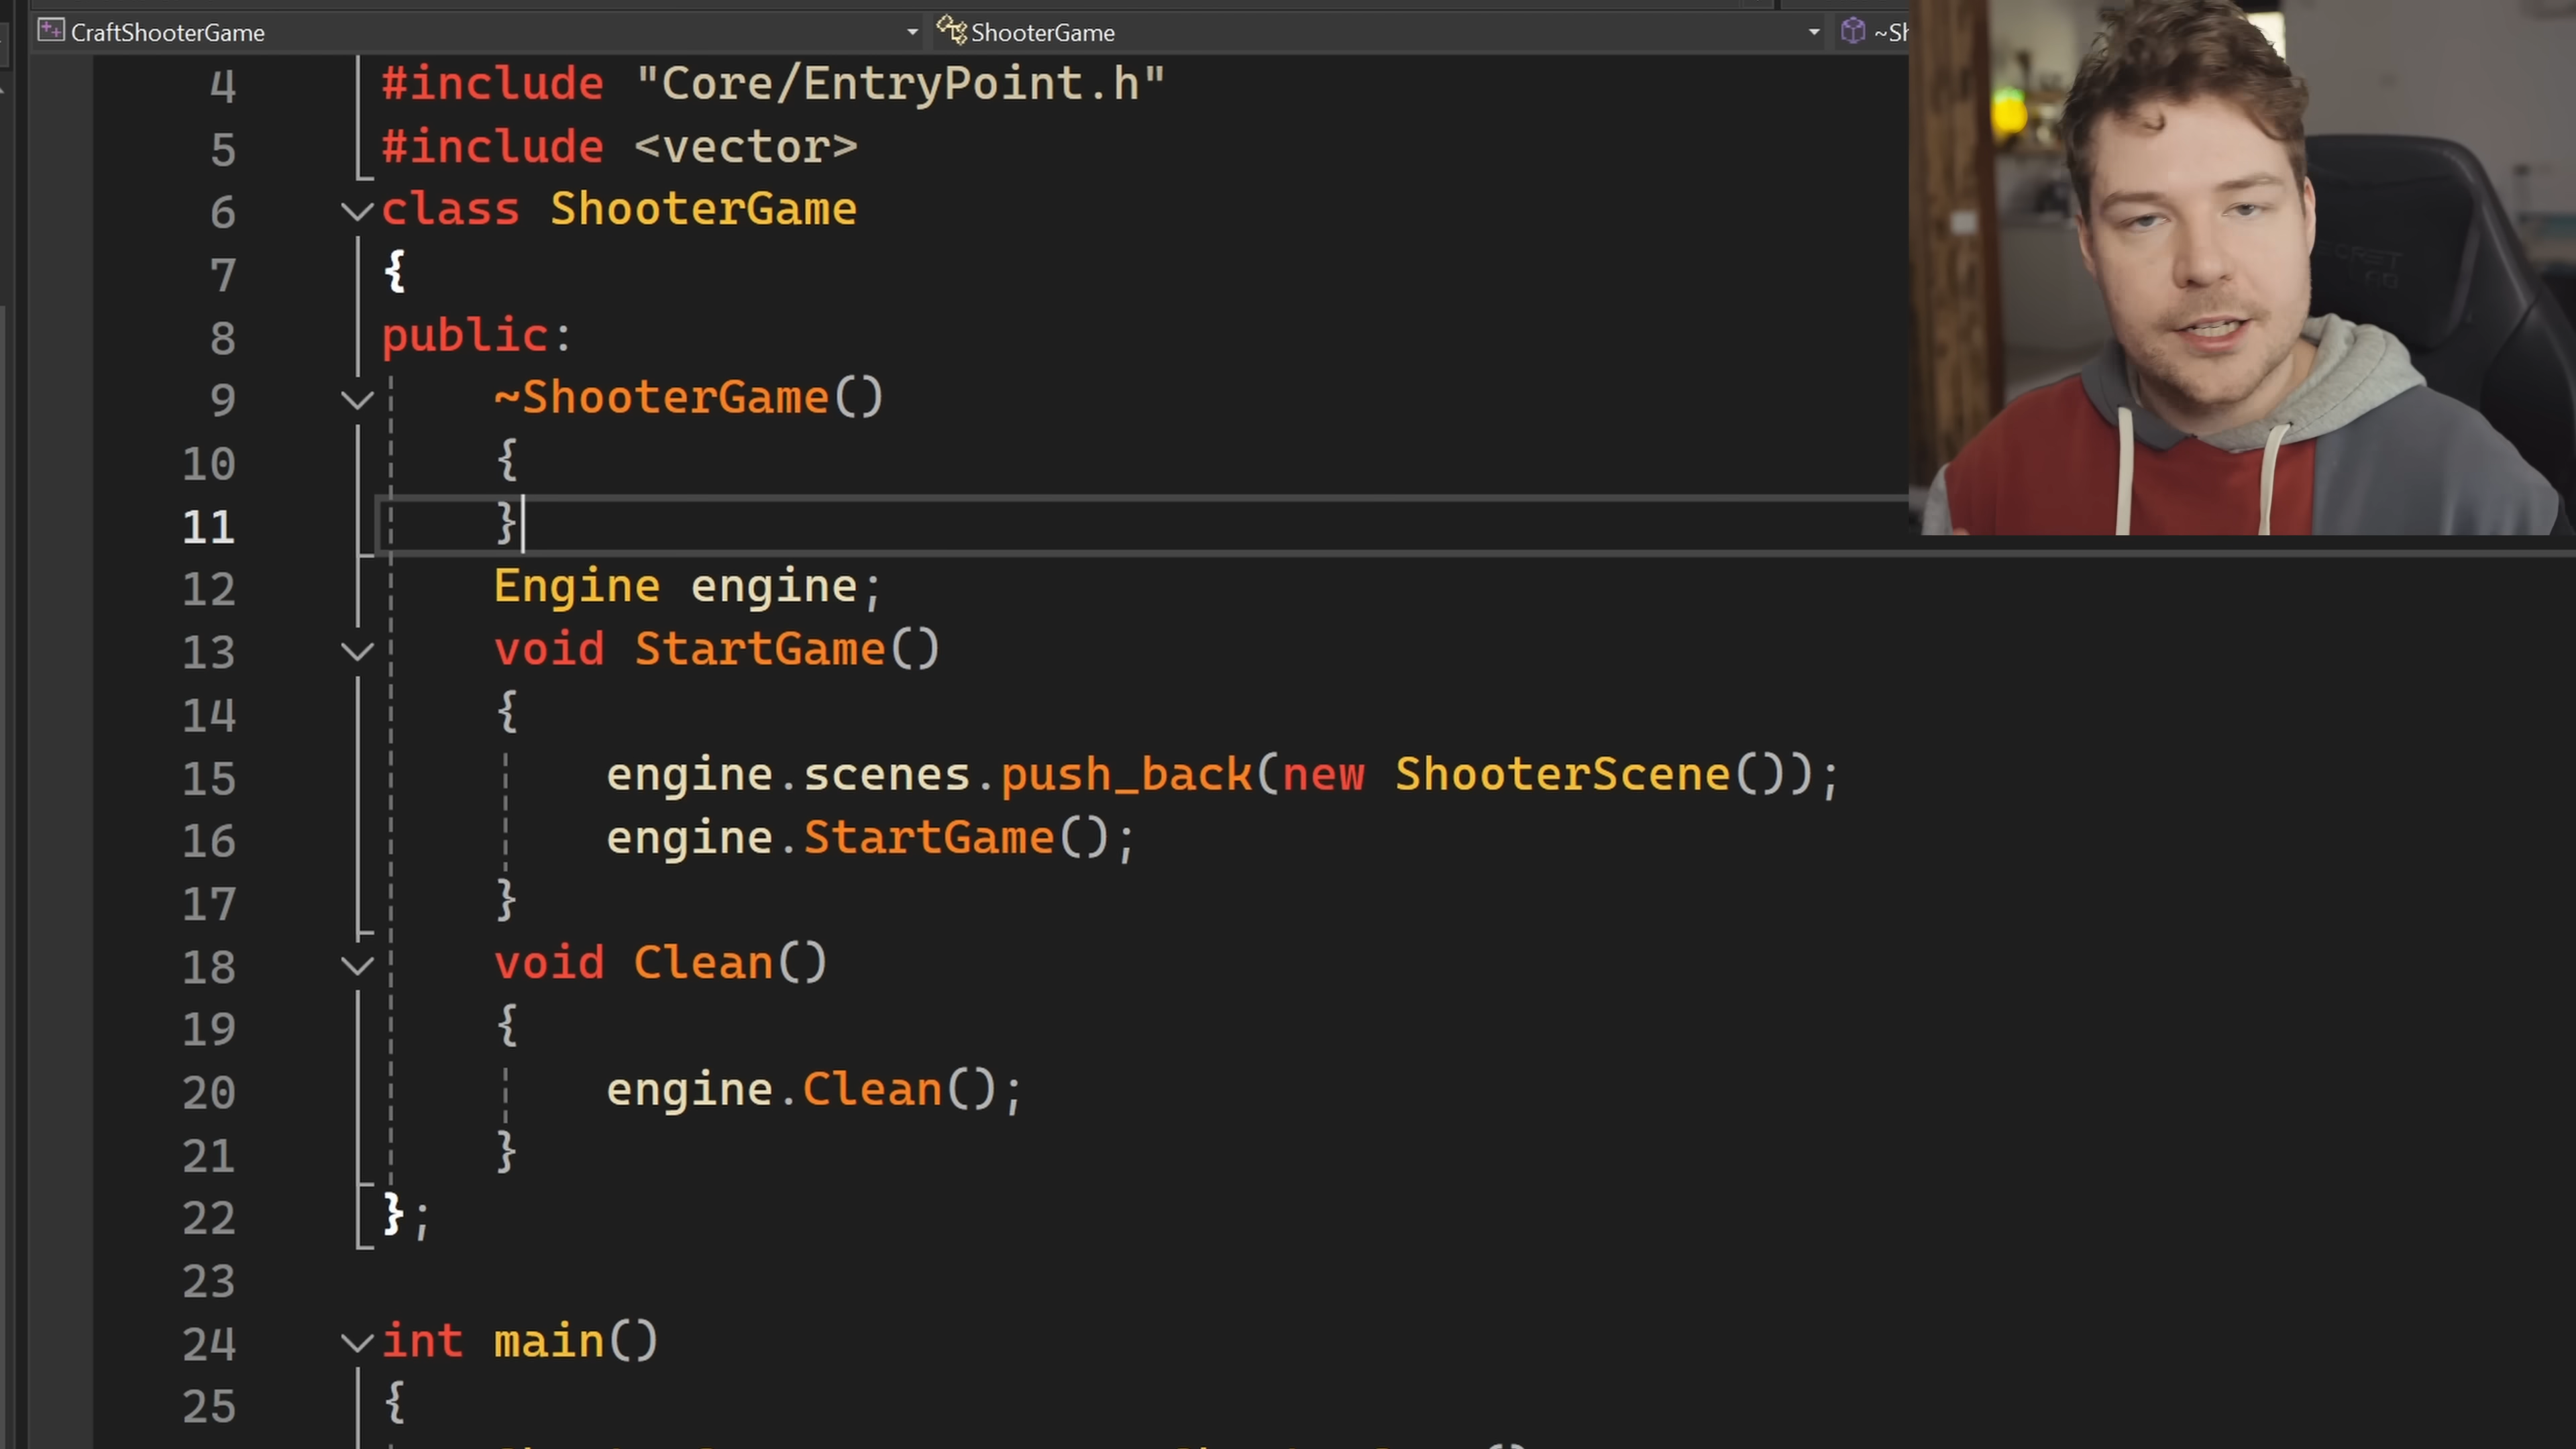 CraftShooterGame ShooterGame
4 #include "Core/EntryPoint.h"
5 #include <vector>
6 class ShooterGame
7 {
8 public:
9 ~ShooterGame()
10 {
11 }
12 Engine engine;
13 void StartGame()
14 {
15 engine.scenes.push_back(new ShooterScene());
16 engine.StartGame();
17 }
18 void Clean()
19 {
20 engine.Clean();
21 }
22 };
23
24 int main()
25 {